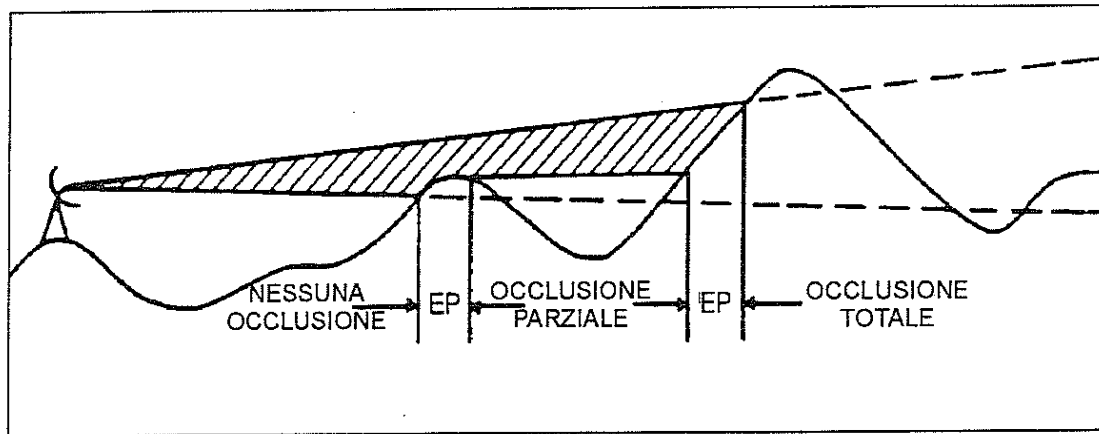 NESSUNA
OCCLUSIONE
EP
OCCLUSIONE
PARZIALE
EP
OCCLUSIONE
TOTALE